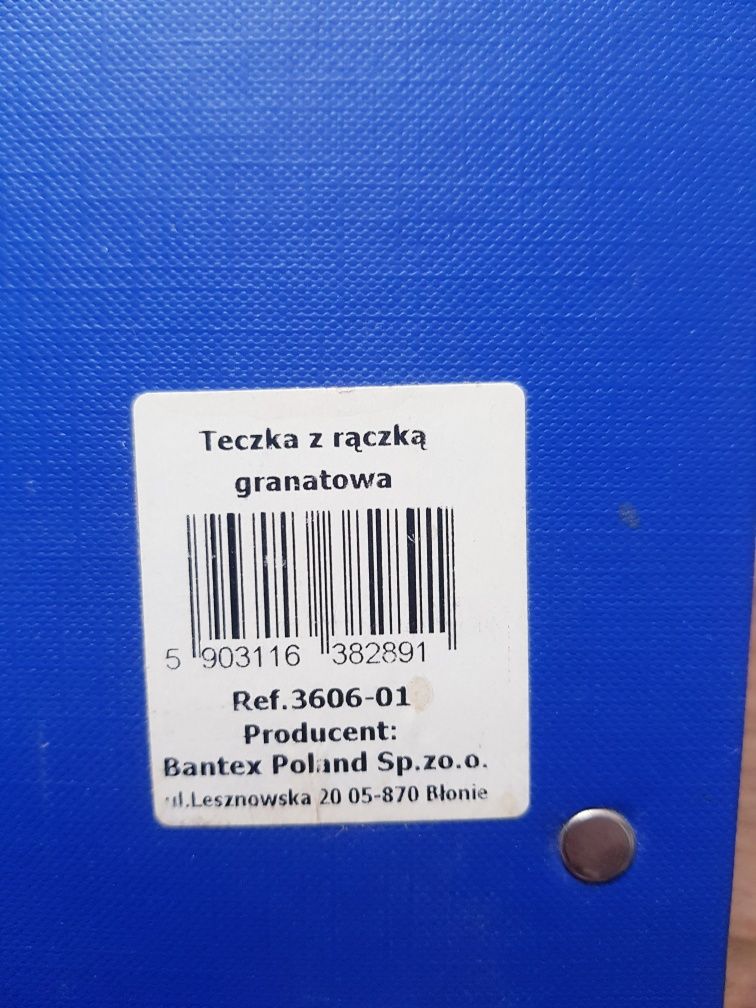 Teczka z rączką
granatowa
5 903116 382891
Ref.3606-01
Producent:
Bantex Poland Sp.zo.o.
ul.Lesznowska 20 05-870 Błonie